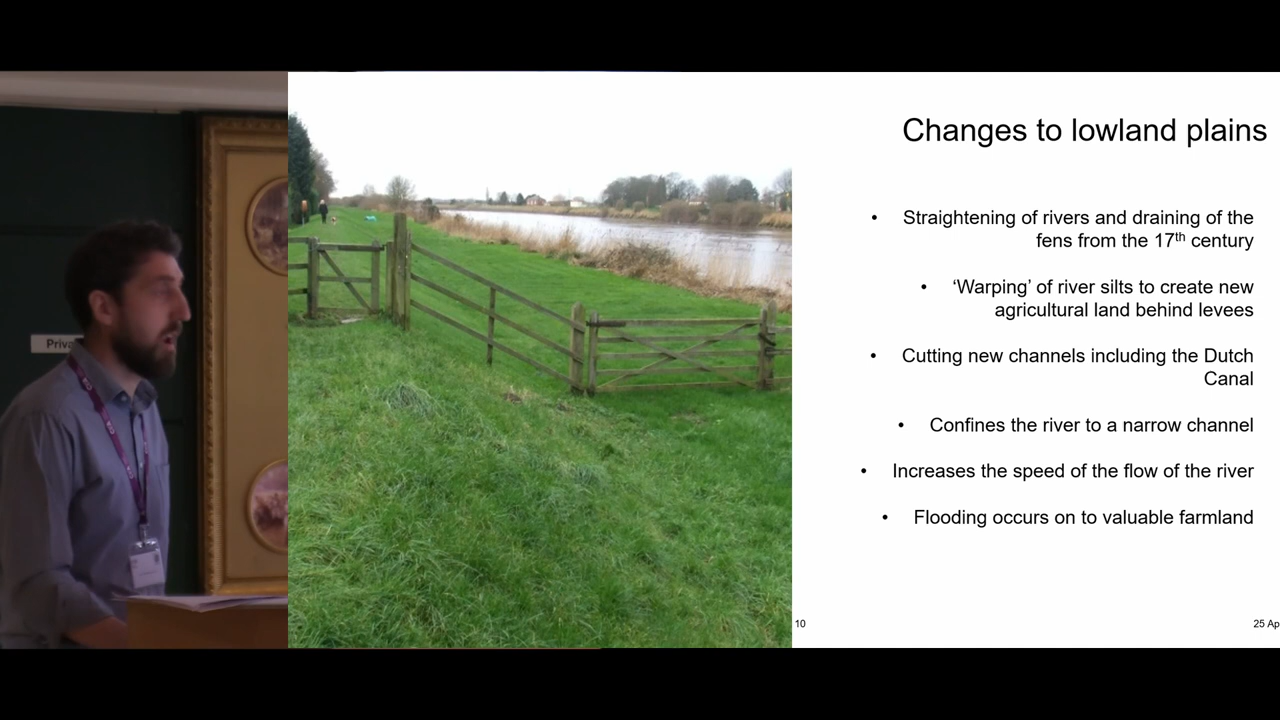 Changes to lowland plains
• Straightening of rivers and draining of the
fens from the 17th century
• ‘Warping’ of river silts to create new
agricultural land behind levees
• Cutting new channels including the Dutch
Canal
• Confines the river to a narrow channel
• Increases the speed of the flow of the river
• Flooding occurs on to valuable farmland
10
25 Ap
Priva